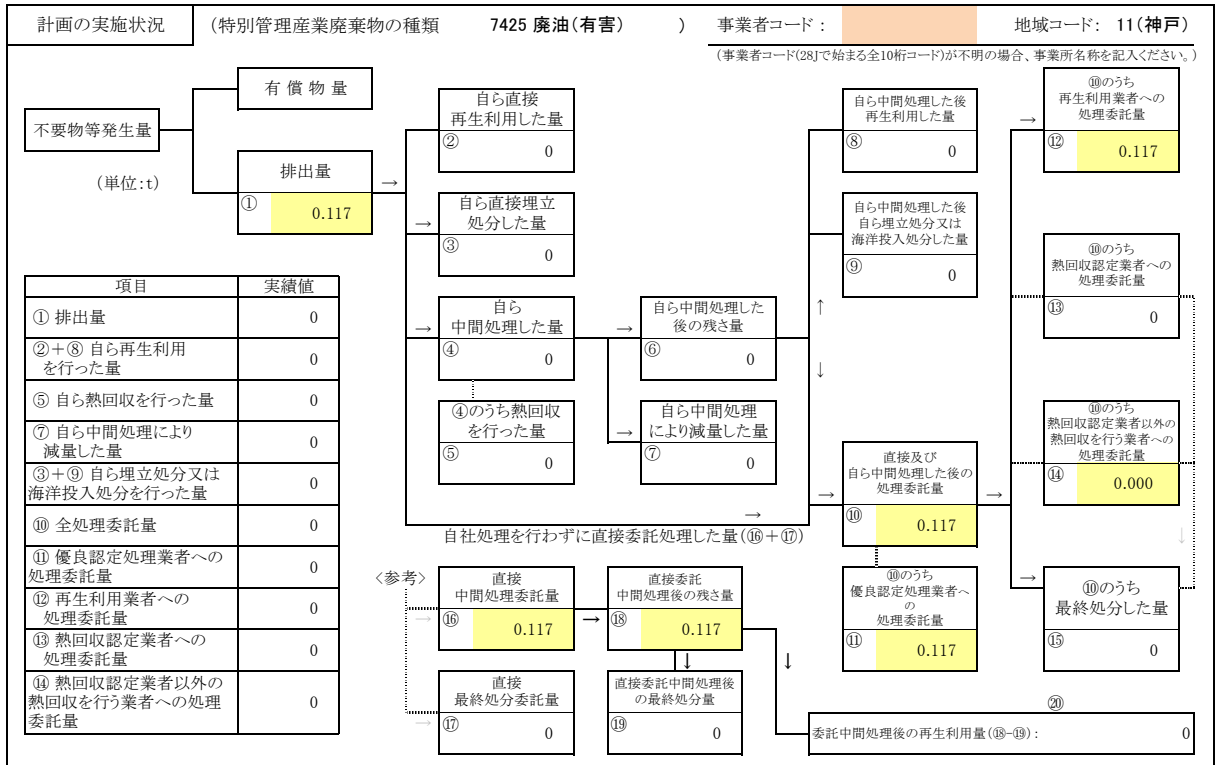 計画の実施状況 (特別管理産業廃棄物の種類 7425 廃油(有害) ) 事業者コード: 地域コード: 11(神戸)
(事業者コード(28Jで始まる全10桁コード)が不明の場合、事業所名称を記入ください。)
不要物等発生量
(単位:t)
有償物量
排出量
① 0.117
→
自ら直接
再生利用した量
② 0
→
自ら直接埋立
処分した量
③ 0
→
自ら
中間処理した量
④ 0
④のうち熱回収
を行った量
⑤ 0
→
自ら中間処理した
後の残さ量
⑥ 0
→
自ら中間処理
により減量した量
⑦ 0
自ら中間処理した後
再生利用した量
⑧ 0
自ら中間処理した後
自ら埋立処分又は
海洋投入処分した量
⑨ 0
↑
↓
→
直接及び
自ら中間処理した後の
処理委託量
⑩ 0.117
→
⑩のうち
優良認定処理業者へ
の
処理委託量
⑪ 0.117
→
⑩のうち
再生利用業者への
処理委託量
⑫ 0.117
⑩のうち
熱回収認定業者への
処理委託量
⑬ 0
⑩のうち
熱回収認定業者以外の
熱回収を行う業者への
処理委託量
⑭ 0.000
↓
→
⑩のうち
最終処分した量
⑮ 0
→
自社処理を行わずに直接委託処理した量(⑯+⑰)
<参考>
→
直接
中間処理委託量
⑯ 0.117
→
直接委託
中間処理後の残さ量
⑱ 0.117
↓
↓
→
直接
最終処分委託量
⑰ 0
直接委託中間処理後
の最終処分量
⑲ 0
⑳
委託中間処理後の再生利用量(⑱-⑲): 0
項目 実績値
① 排出量 0
②+⑧ 自ら再生利用
を行った量 0
⑤ 自ら熱回収を行った量 0
⑦ 自ら中間処理により
減量した量 0
③+⑨ 自ら埋立処分又は
海洋投入処分を行った量 0
⑩ 全処理委託量 0
⑪ 優良認定処理業者への
処理委託量 0
⑫ 再生利用業者への
処理委託量 0
⑬ 熱回収認定業者への
処理委託量 0
⑭ 熱回収認定業者以外の
熱回収を行う業者への処理
委託量 0